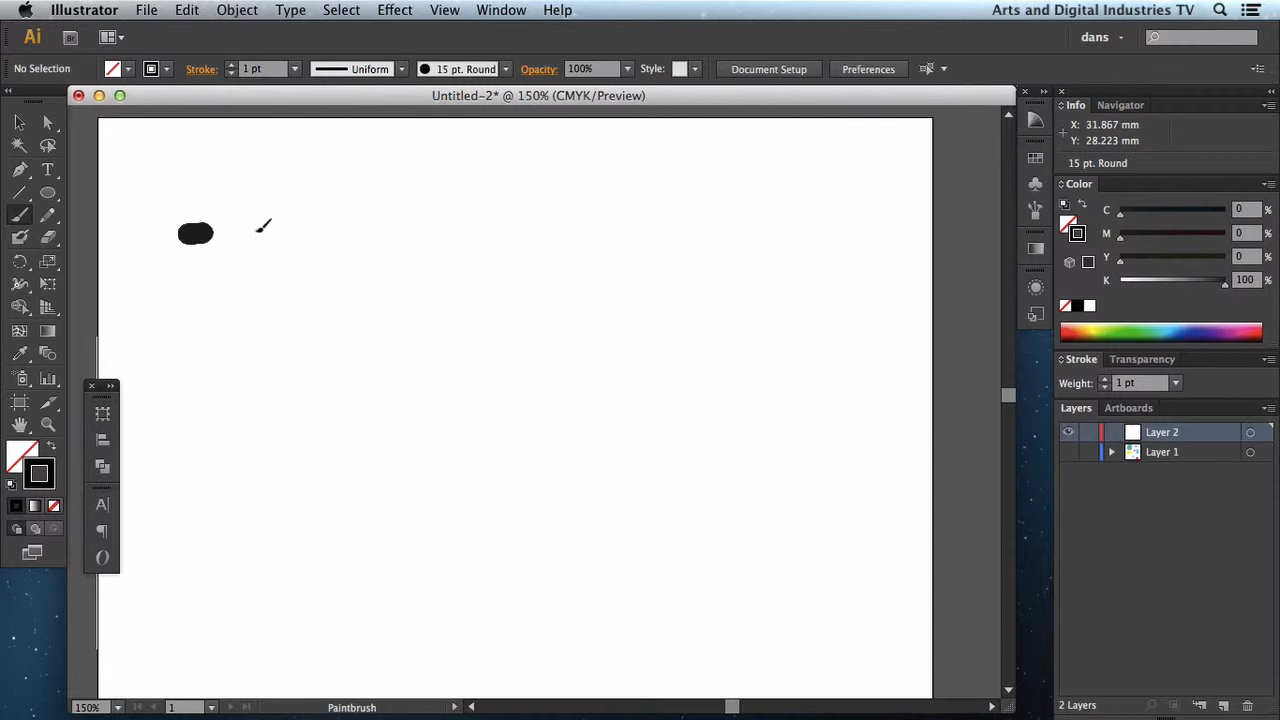 Illustrator File Edit Object Type Select Effect View Window Help Arts and Digital Industries TV
Ai Br dans
No Selection Stroke: 1 pt Uniform 15 pt. Round Opacity: 100% Style: Document Setup Preferences
Untitled-2* @ 150% (CMYK/Preview)
Info Navigator
X: 31.867 mm
Y: 28.223 mm
15 pt. Round
Color
C 0 %
M 0 %
Y 0 %
K 100 %
Stroke Transparency
Weight: 1 pt
Layers Artboards
Layer 2
Layer 1
150% 1 Paintbrush 2 Layers